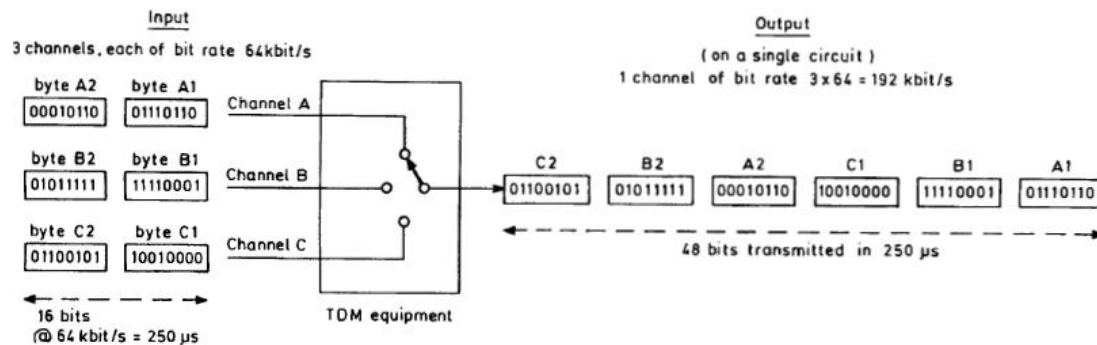 Input
3 channels, each of bit rate 64kbit/s
byte A2 byte A1
00010110 01110110
Channel A
byte B2 byte B1
01011111 11110001
Channel B
byte C2 byte C1
01100101 10010000
Channel C
16 bits
@ 64 kbit/s = 250 µs
TDM equipment
Output
(on a single circuit)
1 channel of bit rate 3x64 = 192 kbit/s
C2 B2 A2 C1 B1 A1
01100101 01011111 00010110 10010000 11110001 01110110
48 bits transmitted in 250 µs